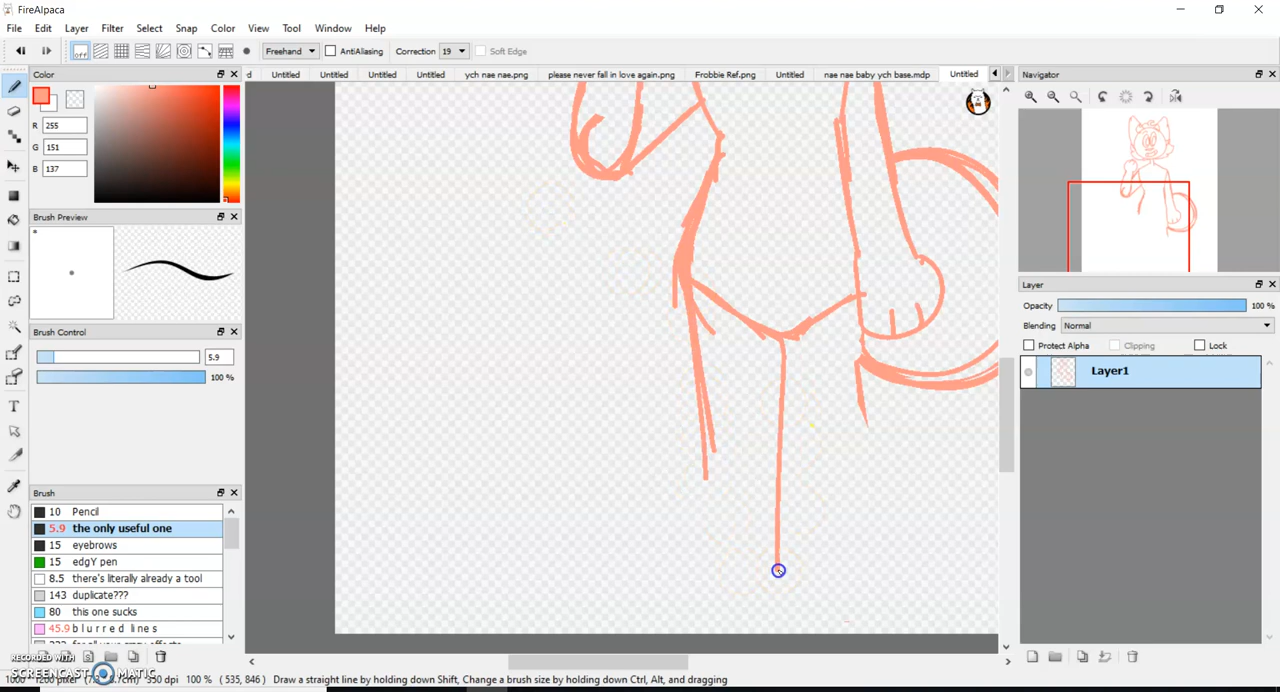 FireAlpaca
File Edit Layer Filter Select Snap Color View Tool Window Help
off Freehand AntiAliasing Correction 19 Soft Edge
Color
d Untitled Untitled Untitled Untitled ych nae nae.png please never fall in love again.png Frobbie Ref.png Untitled nae nae baby ych base.mdp Untitled
Navigator
R 255
G 151
B 137
Brush Preview
Layer
Opacity 100 %
Blending Normal
Protect Alpha Clipping Lock
Layer1
Brush Control
5.9
100 %
Brush
10 Pencil
5.9 the only useful one
15 eyebrows
15 edgY pen
8.5 there's literally already a tool
143 duplicate???
80 this one sucks
45.9 b l u r r e d l i n e s
RECORDED WITH
SCREENCAST MATIC
100 % ( 535, 846 ) Draw a straight line by holding down Shift, Change a brush size by holding down Ctrl, Alt, and dragging